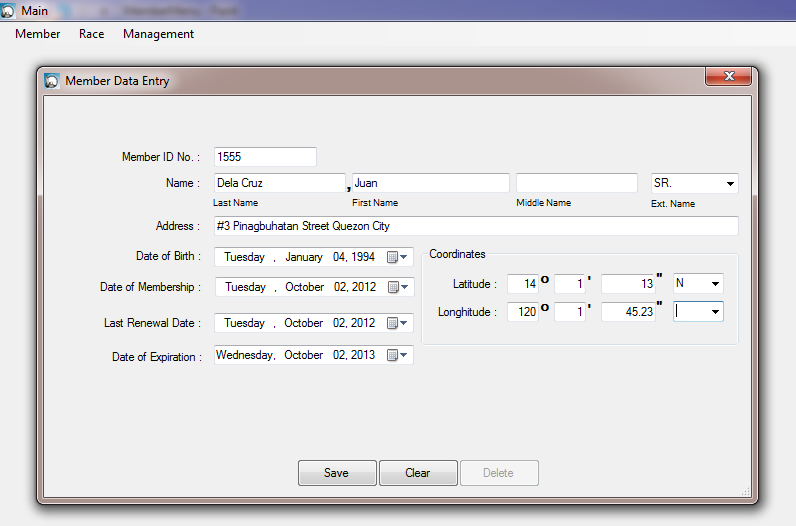 Main
Member Race Management
Member Data Entry
Member ID No. : 1555
Name : Dela Cruz , Juan SR.
Last Name First Name Middle Name Ext. Name
Address : #3 Pinagbuhatan Street Quezon City
Date of Birth : Tuesday , January 04, 1994
Coordinates
Latitude : 14 o 1 ' 13 " N
Date of Membership : Tuesday , October 02, 2012
Longhitude : 120 o 1 ' 45.23 "
Last Renewal Date : Tuesday , October 02, 2012
Date of Expiration : Wednesday, October 02, 2013
Save Clear Delete